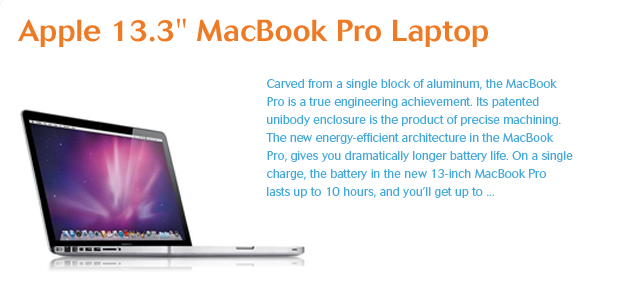 Apple 13.3" MacBook Pro Laptop
Carved from a single block of aluminum, the MacBook
Pro is a true engineering achievement. Its patented
unibody enclosure is the product of precise machining.
The new energy-efficient architecture in the MacBook
Pro, gives you dramatically longer battery life. On a single
charge, the battery in the new 13-inch MacBook Pro
lasts up to 10 hours, and you'll get up to ...